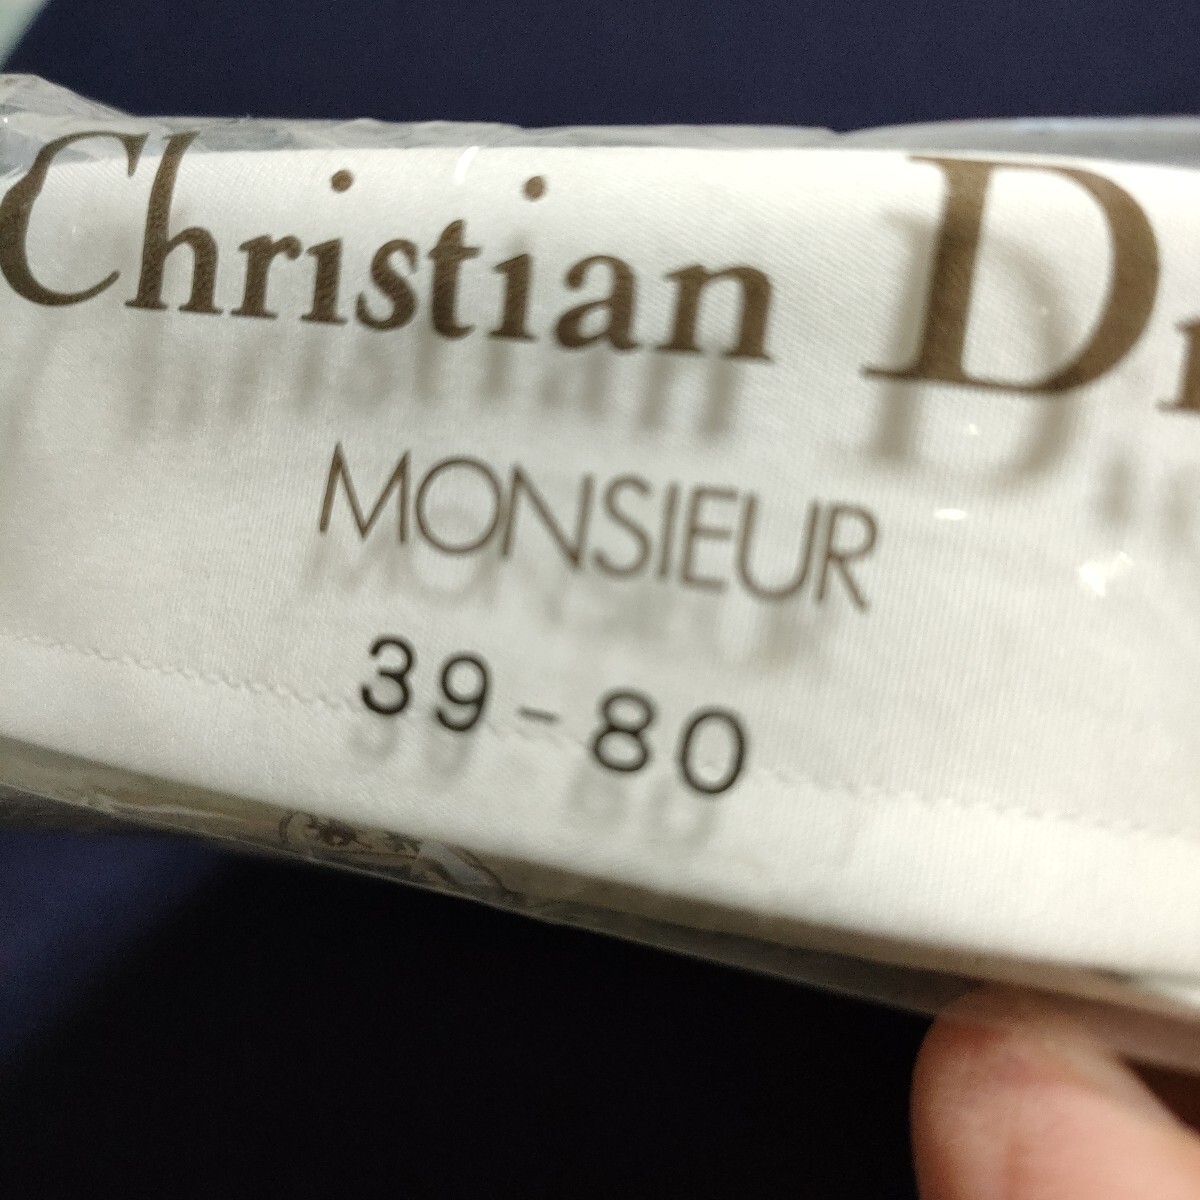 Christian D
MONSIEUR
39-80